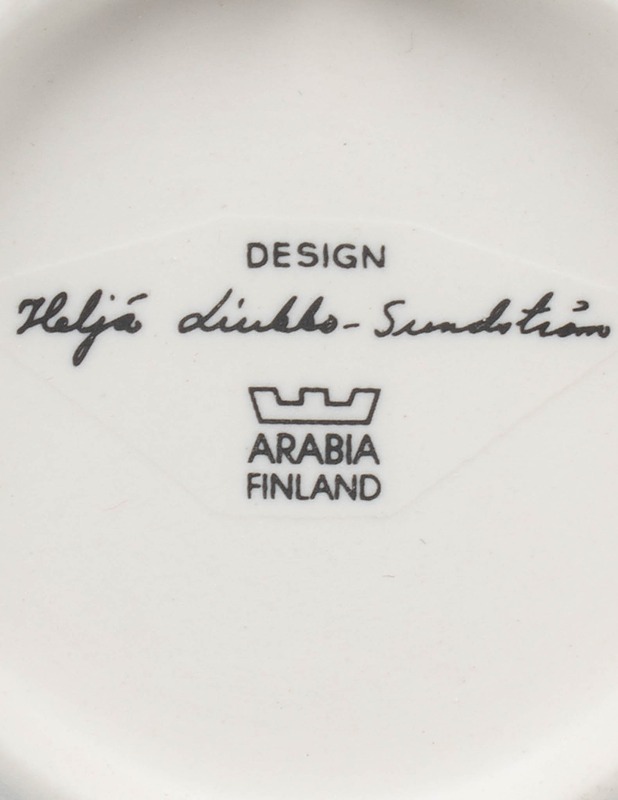 DESIGN
Heljä Liukko-Sundström
ARABIA
FINLAND